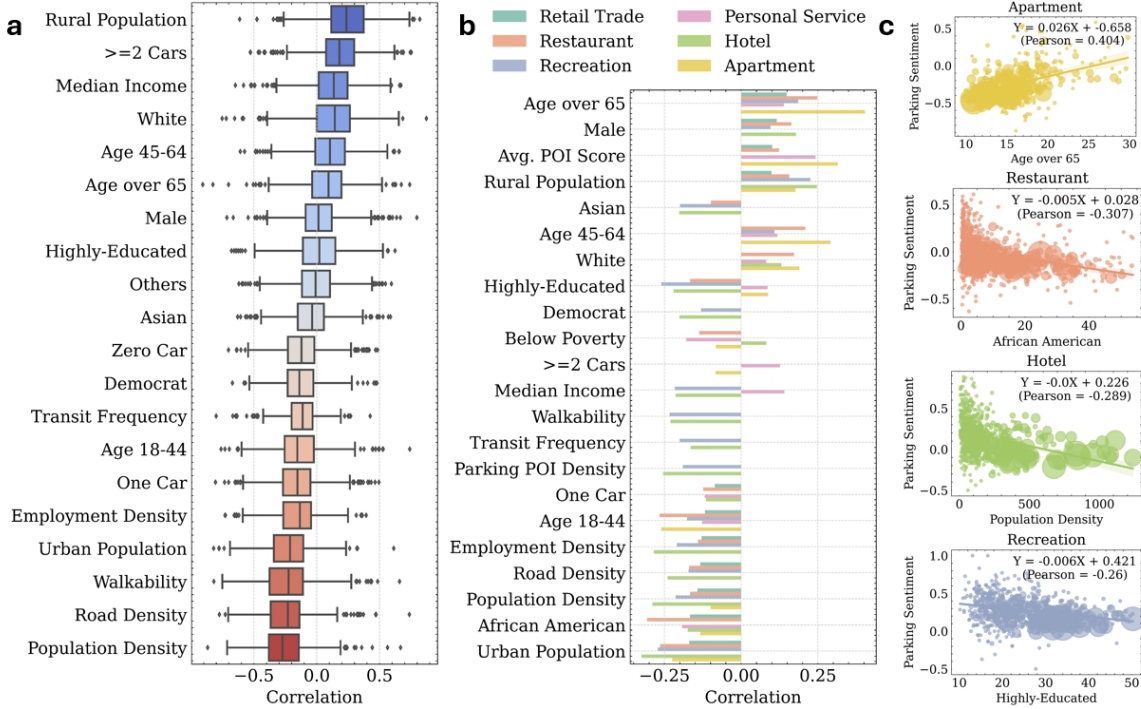 a
Rural Population
>=2 Cars
Median Income
White
Age 45-64
Age over 65
Male
Highly-Educated
Others
Asian
Zero Car
Democrat
Transit Frequency
Age 18-44
One Car
Employment Density
Urban Population
Walkability
Road Density
Population Density
−0.5 0.0 0.5
Correlation
b
Retail Trade
Restaurant
Recreation
Personal Service
Hotel
Apartment
Age over 65
Male
Avg. POI Score
Rural Population
Asian
Age 45-64
White
Highly-Educated
Democrat
Below Poverty
>=2 Cars
Median Income
Walkability
Transit Frequency
Parking POI Density
One Car
Age 18-44
Employment Density
Road Density
Population Density
African American
Urban Population
−0.25 0.00 0.25
Correlation
c
Apartment
Y = 0.026X + -0.658
(Pearson = 0.404)
0.5
0.0
−0.5
Parking Sentiment
10 15 20 25 30
Age over 65
Restaurant
Y = -0.005X + 0.028
(Pearson = -0.307)
0.5
0.0
−0.5
Parking Sentiment
0 20 40
African American
Hotel
Y = -0.0X + 0.226
(Pearson = -0.289)
0.5
0.0
−0.5
Parking Sentiment
0 500 1000
Population Density
Recreation
Y = -0.006X + 0.421
(Pearson = -0.26)
1.0
0.5
0.0
−0.5
Parking Sentiment
10 20 30 40 50
Highly-Educated